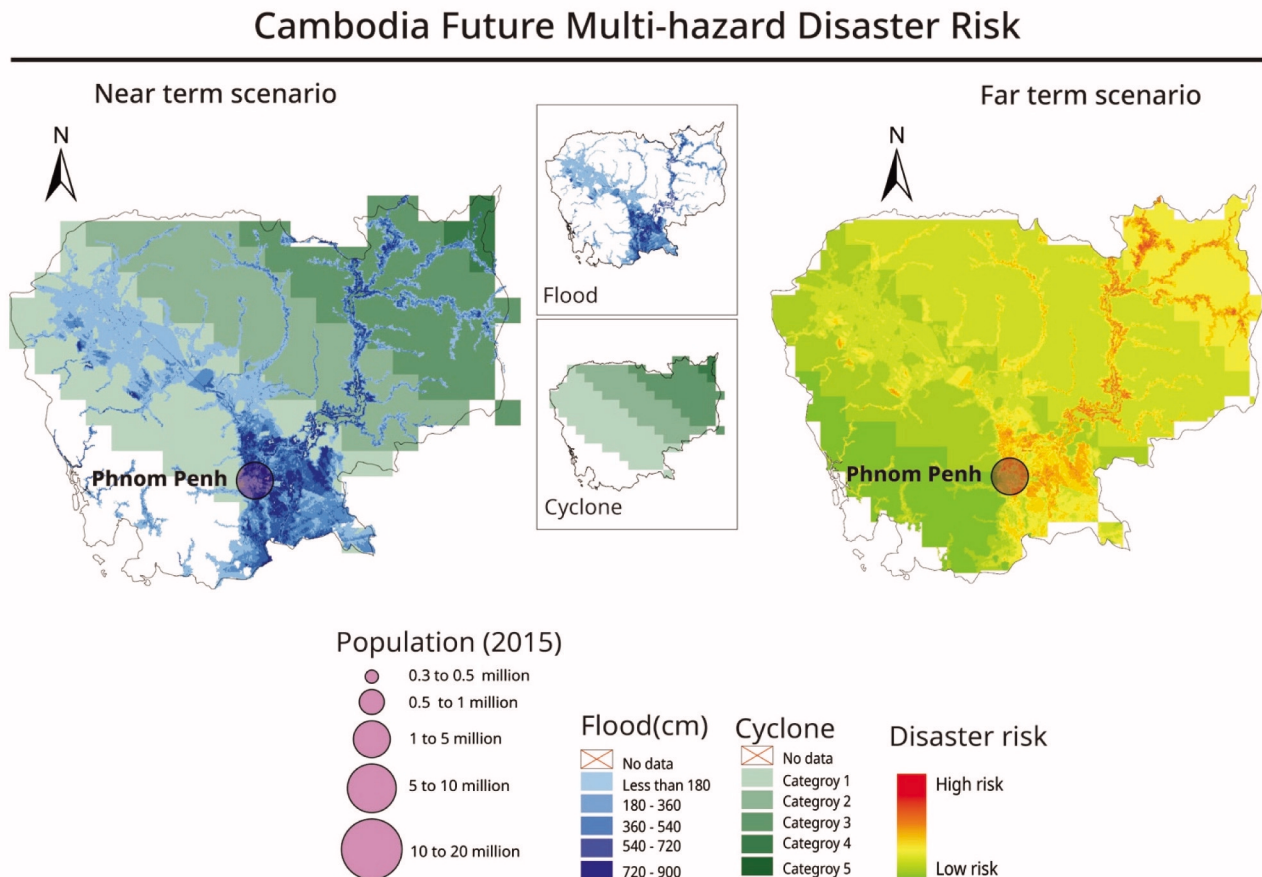 Cambodia Future Multi-hazard Disaster Risk
Near term scenario
N
Phnom Penh
Flood
Cyclone
Far term scenario
N
Phnom Penh
Population (2015)
0.3 to 0.5 million
0.5 to 1 million
1 to 5 million
5 to 10 million
10 to 20 million
Flood(cm)
No data
Less than 180
180 - 360
360 - 540
540 - 720
720 - 900
Cyclone
No data
Categroy 1
Categroy 2
Categroy 3
Categroy 4
Categroy 5
Disaster risk
High risk
Low risk